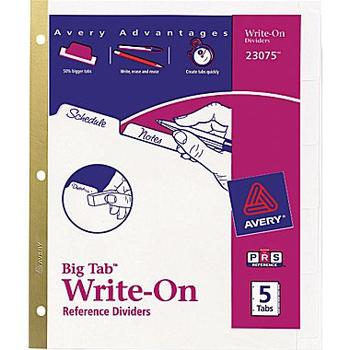 Avery Advantages
50% bigger tabs
Write, erase and reuse
Create tabs quickly
Write-On
Dividers
23075™
Schedule
Notes
AVERY
AVERY
Big Tab™
Write-On
Reference Dividers
PRS
REFERENCE
5
Tabs